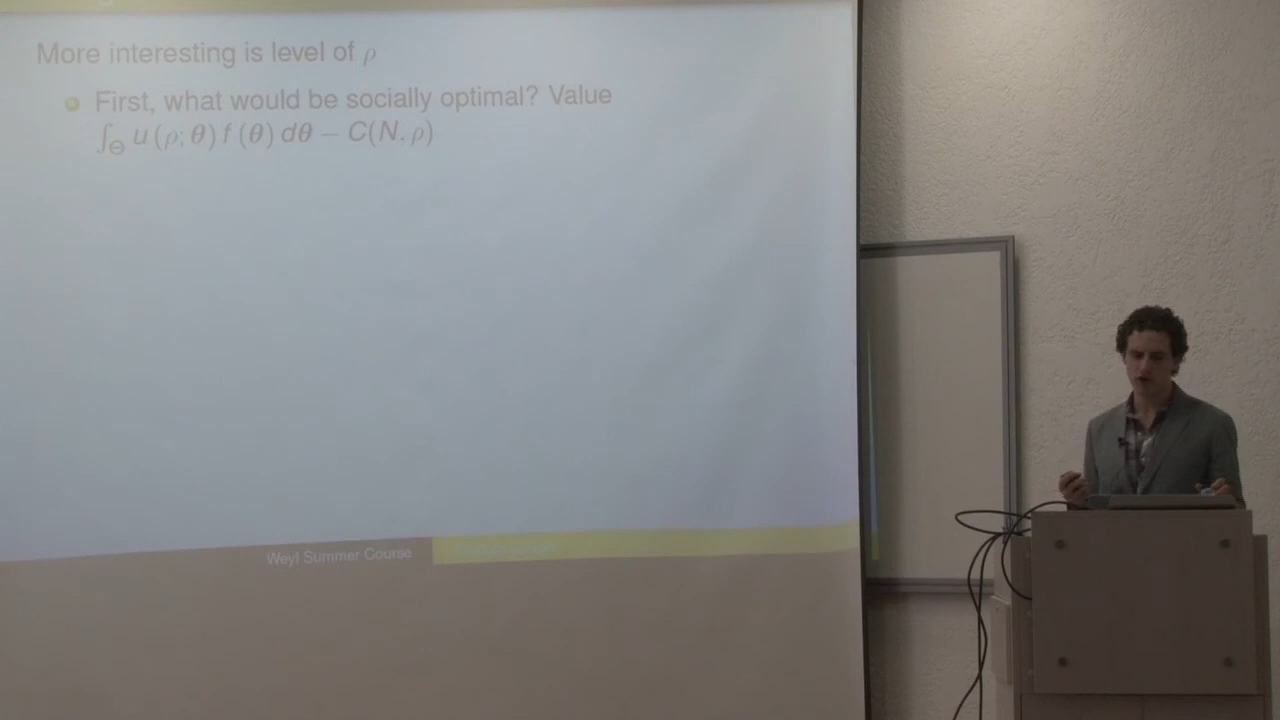 More interesting is level of ρ
First, what would be socially optimal? Value
∫_Θ u (ρ; θ) f (θ) dθ − C(N, ρ)
Weyl Summer Course